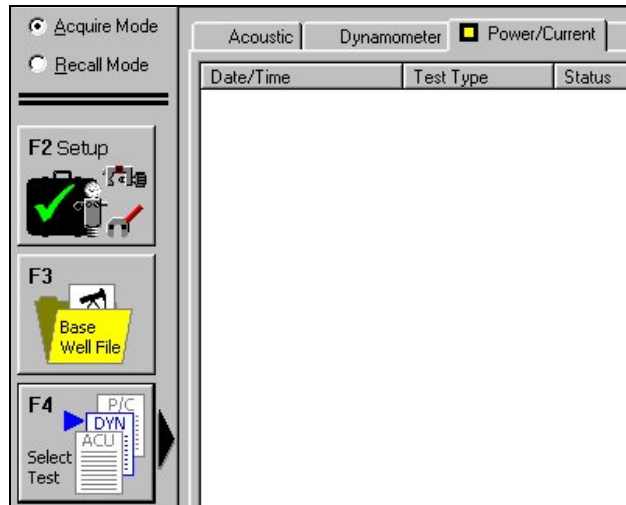 Acquire Mode
Recall Mode
Acoustic
Dynamometer
Power/Current
Date/Time
Test Type
Status
F2 Setup
F3
Base
Well File
F4
P/C
DYN
ACU
Select
Test